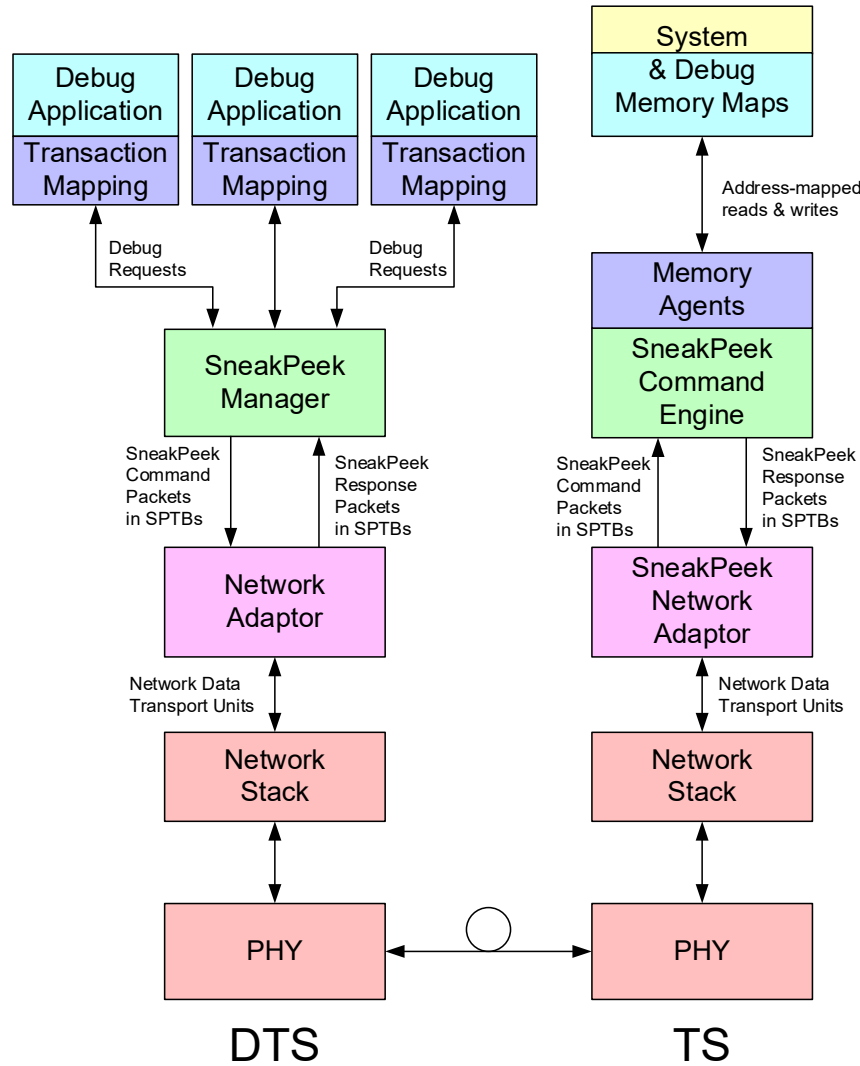 Debug
Application
Transaction
Mapping
Debug
Application
Transaction
Mapping
Debug
Application
Transaction
Mapping
System
& Debug
Memory Maps
Debug
Requests
Debug
Requests
Address-mapped
reads & writes
SneakPeek
Manager
Memory
Agents
SneakPeek
Command
Engine
SneakPeek
Command
Packets
in SPTBs
SneakPeek
Response
Packets
in SPTBs
SneakPeek
Command
Packets
in SPTBs
SneakPeek
Response
Packets
in SPTBs
Network
Adaptor
SneakPeek
Network
Adaptor
Network Data
Transport Units
Network Data
Transport Units
Network
Stack
Network
Stack
PHY
PHY
DTS
TS